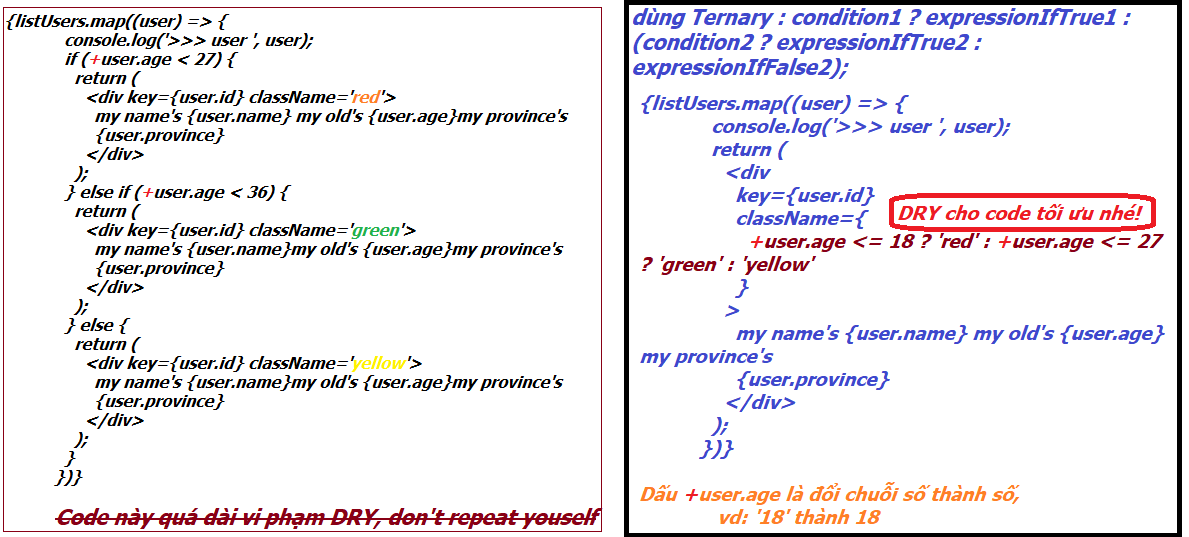 {listUsers.map((user) => {
console.log('>>> user ', user);
if (+user.age < 27) {
return (
<div key={user.id} className='red'>
my name's {user.name} my old's {user.age}my province's
{user.province}
</div>
);
} else if (+user.age < 36) {
return (
<div key={user.id} className='green'>
my name's {user.name}my old's {user.age}my province's
{user.province}
</div>
);
} else {
return (
<div key={user.id} className='yellow'>
my name's {user.name}my old's {user.age}my province's
{user.province}
</div>
);
}
})}
Code này quá dài vi phạm DRY, don't repeat youself
dùng Ternary : condition1 ? expressionIfTrue1 :
(condition2 ? expressionIfTrue2 :
expressionIfFalse2);
{listUsers.map((user) => {
console.log('>>> user ', user);
return (
<div
key={user.id}
className={
DRY cho code tối ưu nhé!
+user.age <= 18 ? 'red' : +user.age <= 27
? 'green' : 'yellow'
}
>
my name's {user.name} my old's {user.age}
my province's
{user.province}
</div>
);
})}
Dấu +user.age là đổi chuỗi số thành số,
vd: '18' thành 18